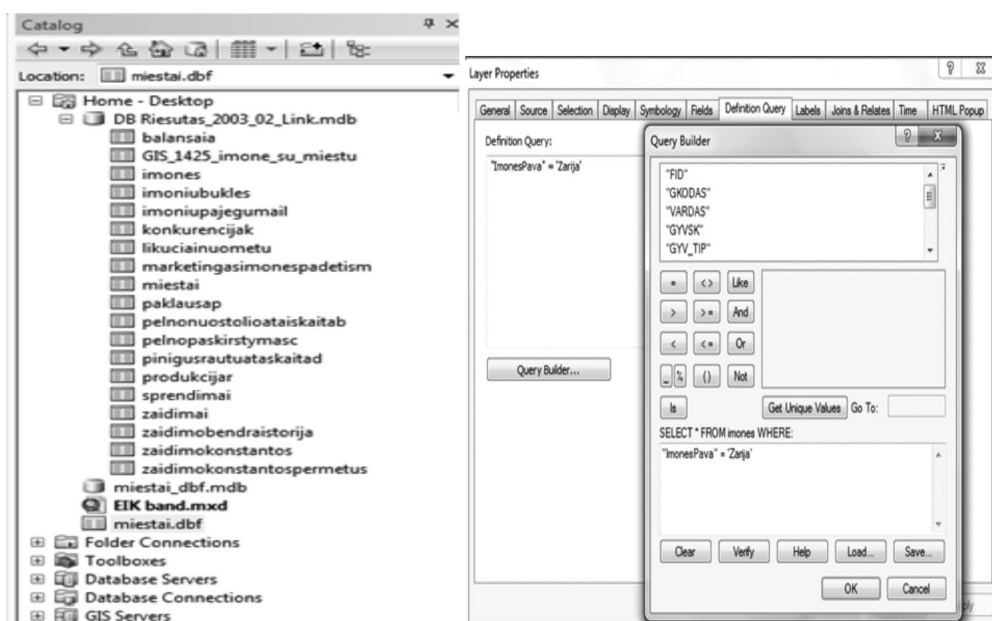 Catalog
Location: miestai.dbf
Home - Desktop
DB Riesutas_2003_02_Link.mdb
balansaia
GIS_1425_imone_su_miestu
imones
imoniubukles
imoniupajegumail
konkurencijak
likuciainuometu
marketingasimonespadetism
miestai
paklausap
pelnonuostolioataiskaitab
pelnopaskirstymasc
pinigusrautuataskaitad
produkcijar
sprendimai
zaidimai
zaidimobendraistorija
zaidimokonstantos
zaidimokonstantospermetus
miestai_dbf.mdb
EIK band.mxd
miestai.dbf
Folder Connections
Toolboxes
Database Servers
Database Connections
GIS Servers
Layer Properties
General Source Selection Display Symbology Fields Definition Query Labels Joins & Relates Time HTML Popup
Definition Query:
"ImonesPava" = 'Zarija'
Query Builder...
Query Builder
"FID"
"GKODAS"
"VARDAS"
"GYVSK"
"GYV_TIP"
= <> Like
> >= And
< <= Or
_ % () Not
Is
Get Unique Values Go To:
SELECT * FROM imones WHERE:
"ImonesPava" = 'Zarija'
Clear Verify Help Load... Save...
OK Cancel